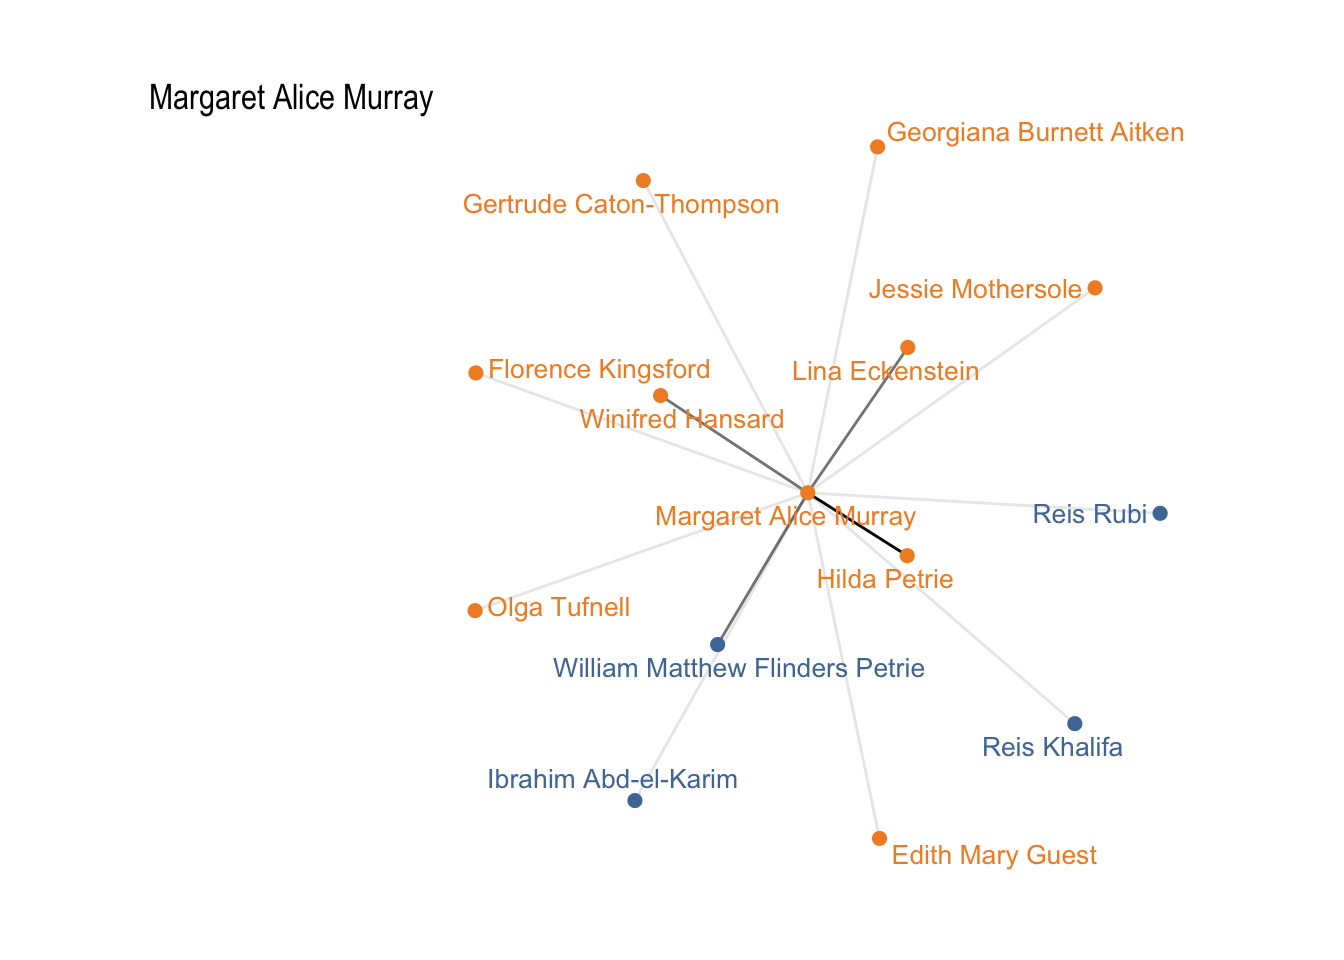 Margaret Alice Murray
Georgiana Burnett Aitken
Gertrude Caton-Thompson
Jessie Mothersole
Lina Eckenstein
Florence Kingsford
Winifred Hansard
Margaret Alice Murray
Reis Rubi
Hilda Petrie
Olga Tufnell
William Matthew Flinders Petrie
Reis Khalifa
Ibrahim Abd-el-Karim
Edith Mary Guest